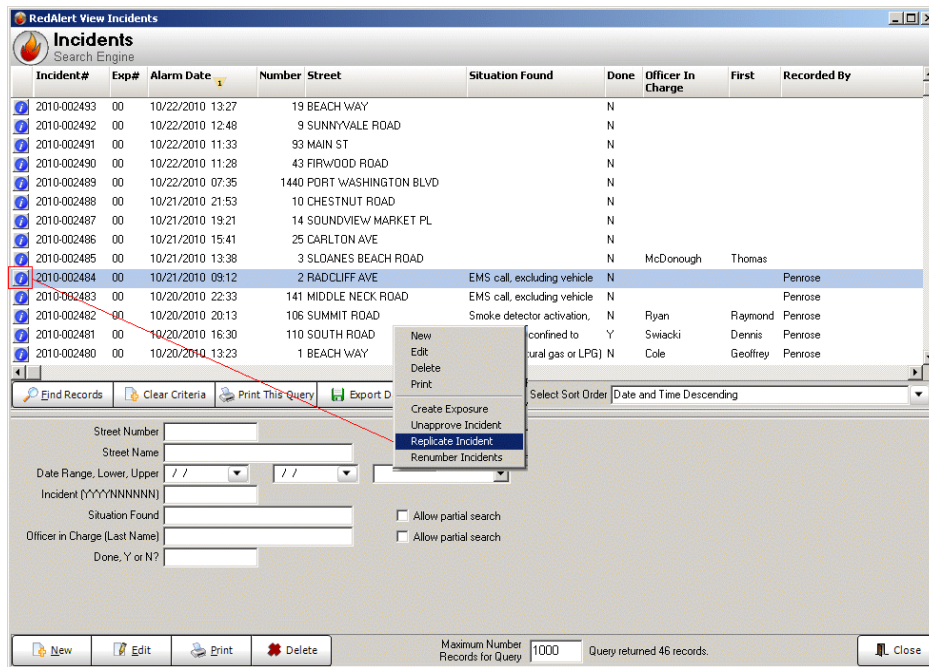 RedAlert View Incidents
Incidents
Search Engine
Incident# Exp# Alarm Date 1 Number Street Situation Found Done Officer In Charge First Recorded By
2010-002493 00 10/22/2010 13:27 19 BEACH WAY N
2010-002492 00 10/22/2010 12:48 9 SUNNYVALE ROAD N
2010-002491 00 10/22/2010 11:33 93 MAIN ST N
2010-002490 00 10/22/2010 11:28 43 FIRWOOD ROAD N
2010-002489 00 10/22/2010 07:35 1440 PORT WASHINGTON BLVD N
2010-002488 00 10/21/2010 21:53 10 CHESTNUT ROAD N
2010-002487 00 10/21/2010 19:21 14 SOUNDVIEW MARKET PL N
2010-002486 00 10/21/2010 15:41 25 CARLTON AVE N
2010-002485 00 10/21/2010 13:38 3 SLOANES BEACH ROAD N McDonough Thomas
2010-002484 00 10/21/2010 09:12 2 RADCLIFF AVE EMS call, excluding vehicle N Penrose
2010-002483 00 10/20/2010 22:33 141 MIDDLE NECK ROAD EMS call, excluding vehicle N Penrose
2010-002482 00 10/20/2010 20:13 106 SUMMIT ROAD Smoke detector activation, N Ryan Raymond Penrose
2010-002481 00 10/20/2010 16:30 110 SOUTH ROAD confined to Y Swiacki Dennis Penrose
2010-002480 00 10/20/2010 13:23 1 BEACH WAY tural gas or LPG) N Cole Geoffrey Penrose
New
Edit
Delete
Print
Create Exposure
Unapprove Incident
Replicate Incident
Renumber Incidents
Find Records Clear Criteria Print This Query Export D Select Sort Order Date and Time Descending
Street Number
Street Name
Date Range, Lower, Upper / / / /
Incident (YYYYNNNNNN)
Situation Found Allow partial search
Officer in Charge (Last Name) Allow partial search
Done, Y or N?
New Edit Print Delete Maximum Number Records for Query 1000 Query returned 46 records. Close